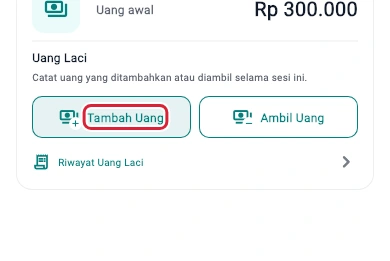 Uang awal
Rp 300.000
Uang Laci
Catat uang yang ditambahkan atau diambil selama sesi ini.
Tambah Uang
Ambil Uang
Riwayat Uang Laci